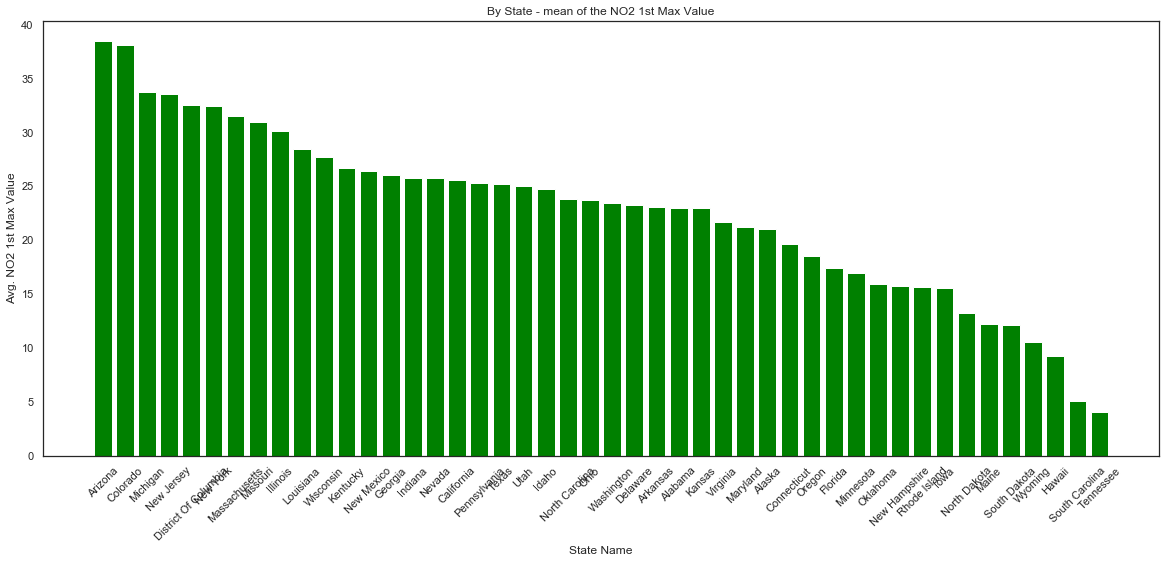 By State - mean of the NO2 1st Max Value
40
35
30
25
20
15
10
5
0
Avg. NO2 1st Max Value
Arizona
Colorado
Michigan
New Jersey
District Of Columbia
New York
Massachusetts
Missouri
Illinois
Louisiana
Wisconsin
Kentucky
New Mexico
Georgia
Indiana
Nevada
California
Pennsylvania
Texas
Utah
Idaho
North Carolina
Ohio
Washington
Delaware
Arkansas
Alabama
Kansas
Virginia
Maryland
Alaska
Connecticut
Oregon
Florida
Minnesota
Oklahoma
New Hampshire
Rhode Island
Iowa
North Dakota
Maine
South Dakota
Wyoming
Hawaii
South Carolina
Tennessee
State Name